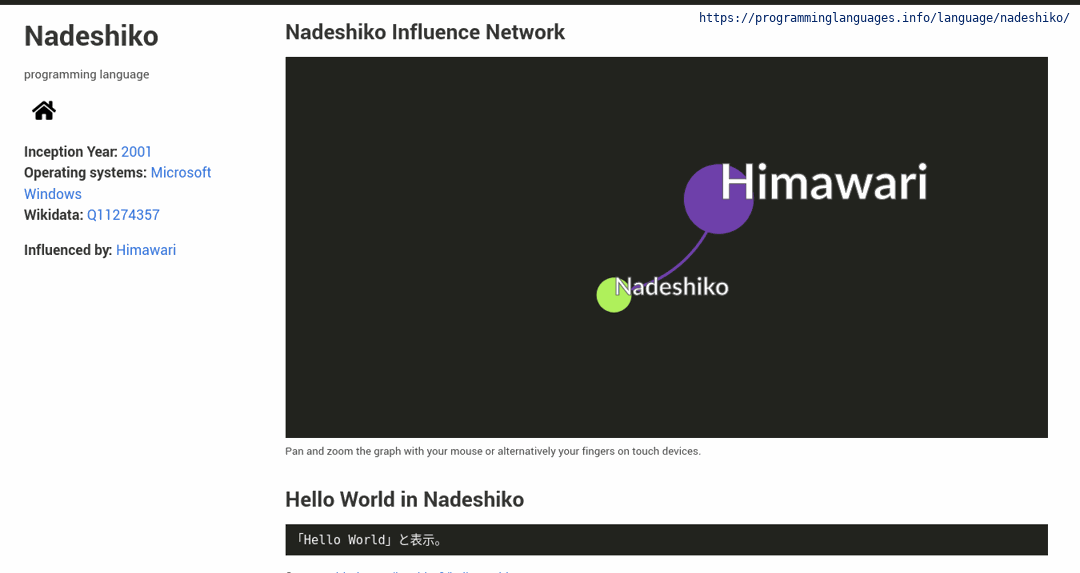 https://programminglanguages.info/language/nadeshiko/
Nadeshiko
programming language
Inception Year: 2001
Operating systems: Microsoft
Windows
Wikidata: Q11274357
Influenced by: Himawari
Nadeshiko Influence Network
Himawari
Nadeshiko
Pan and zoom the graph with your mouse or alternatively your fingers on touch devices.
Hello World in Nadeshiko
「Hello World」と表示。